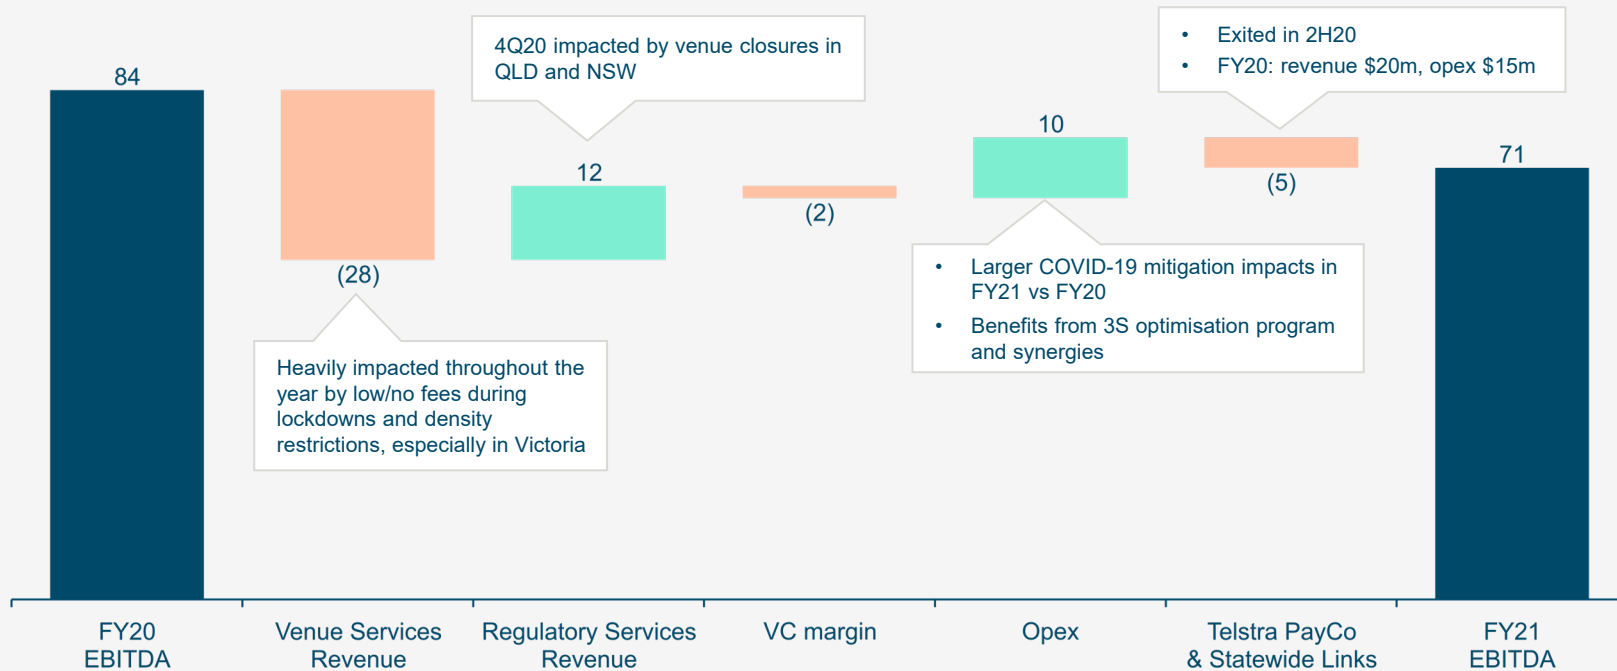 4Q20 impacted by venue closures in
QLD and NSW
• Exited in 2H20
• FY20: revenue $20m, opex $15m
84
(28)
12
(2)
10
(5)
71
Heavily impacted throughout the
year by low/no fees during
lockdowns and density
restrictions, especially in Victoria
• Larger COVID-19 mitigation impacts in
FY21 vs FY20
• Benefits from 3S optimisation program
and synergies
FY20
EBITDA
Venue Services
Revenue
Regulatory Services
Revenue
VC margin
Opex
Telstra PayCo
& Statewide Links
FY21
EBITDA